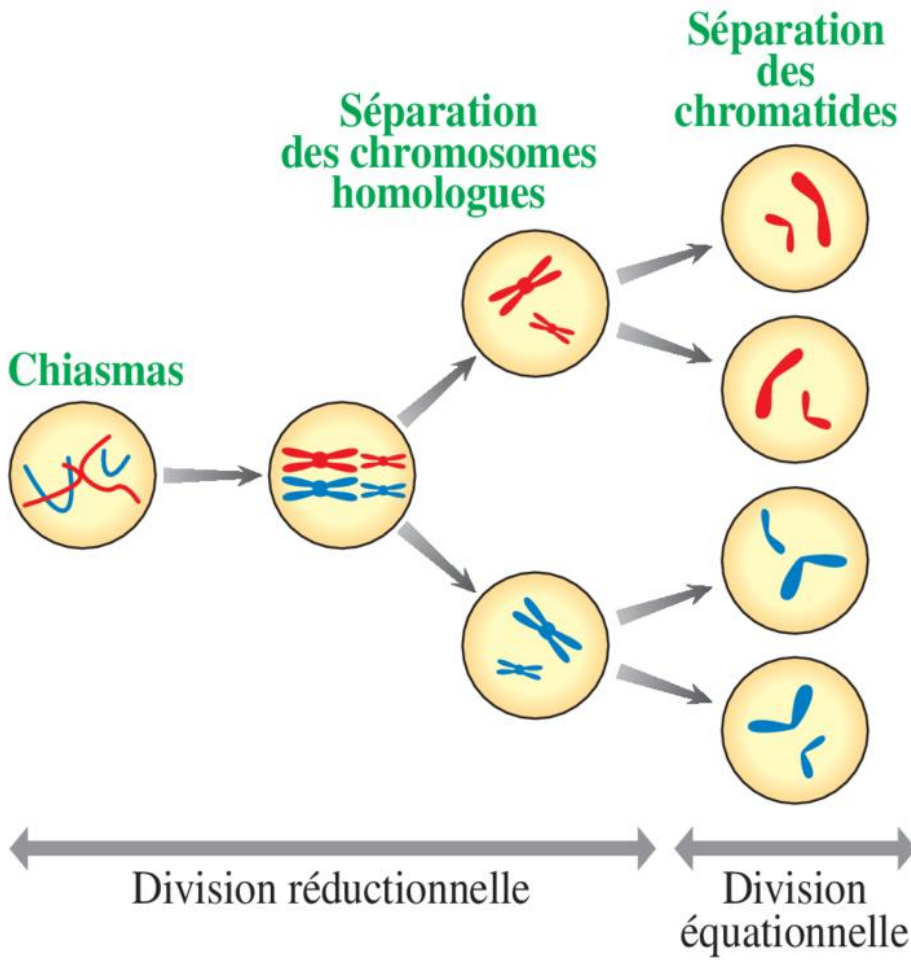 Séparation
des
chromatides
Séparation
des chromosomes
homologues
Chiasmas
Division réductionnelle
Division
équationnelle